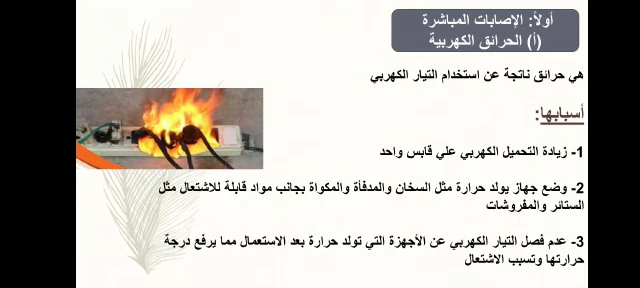 أولاً: الإصابات المباشرة
(أ) الحرائق الكهربية
هي حرائق ناتجة عن استخدام التيار الكهربي
أسبابها:
1- زيادة التحميل الكهربي علي قابس واحد
2- وضع جهاز يولد حرارة مثل السخان والمدفأة والمكواة بجانب مواد قابلة للاشتعال مثل
الستائر والمفروشات
3- عدم فصل التيار الكهربي عن الأجهزة التي تولد حرارة بعد الاستعمال مما يرفع درجة
حرارتها وتسبب الاشتعال